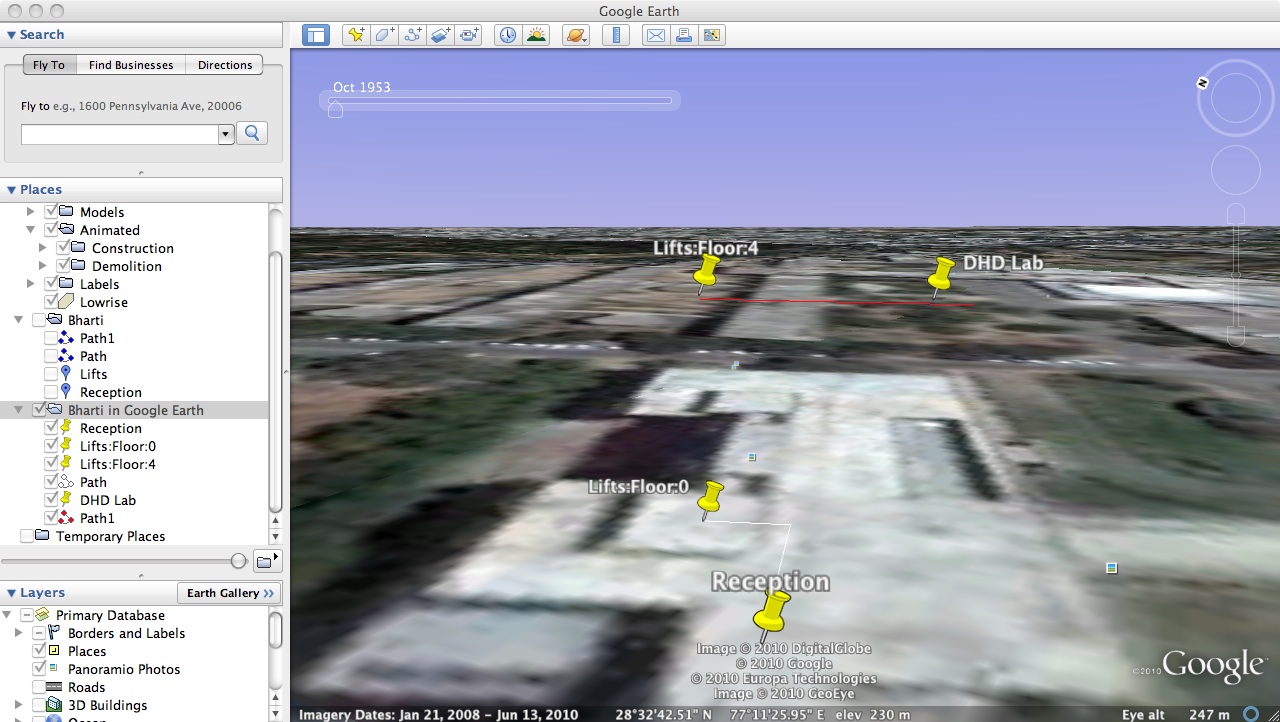 Google Earth
Search
Fly To
Find Businesses
Directions
Fly to e.g., 1600 Pennsylvania Ave, 20006
Places
Models
Animated
Construction
Demolition
Labels
Lowrise
Bharti
Path1
Path
Lifts
Reception
Bharti in Google Earth
Reception
Lifts:Floor:0
Lifts:Floor:4
Path
DHD Lab
Path1
Temporary Places
Layers
Earth Gallery >>
Primary Database
Borders and Labels
Places
Panoramio Photos
Roads
3D Buildings
Ocean
Oct 1953
N
Lifts:Floor:4
DHD Lab
Lifts:Floor:0
Reception
Image © 2010 DigitalGlobe
© 2010 Google
© 2010 Europa Technologies
Image © 2010 GeoEye
©2010 Google™
Imagery Dates: Jan 21, 2008 – Jun 13, 2010 28°32'42.51" N 77°11'25.95" E elev 230 m Eye alt 247 m